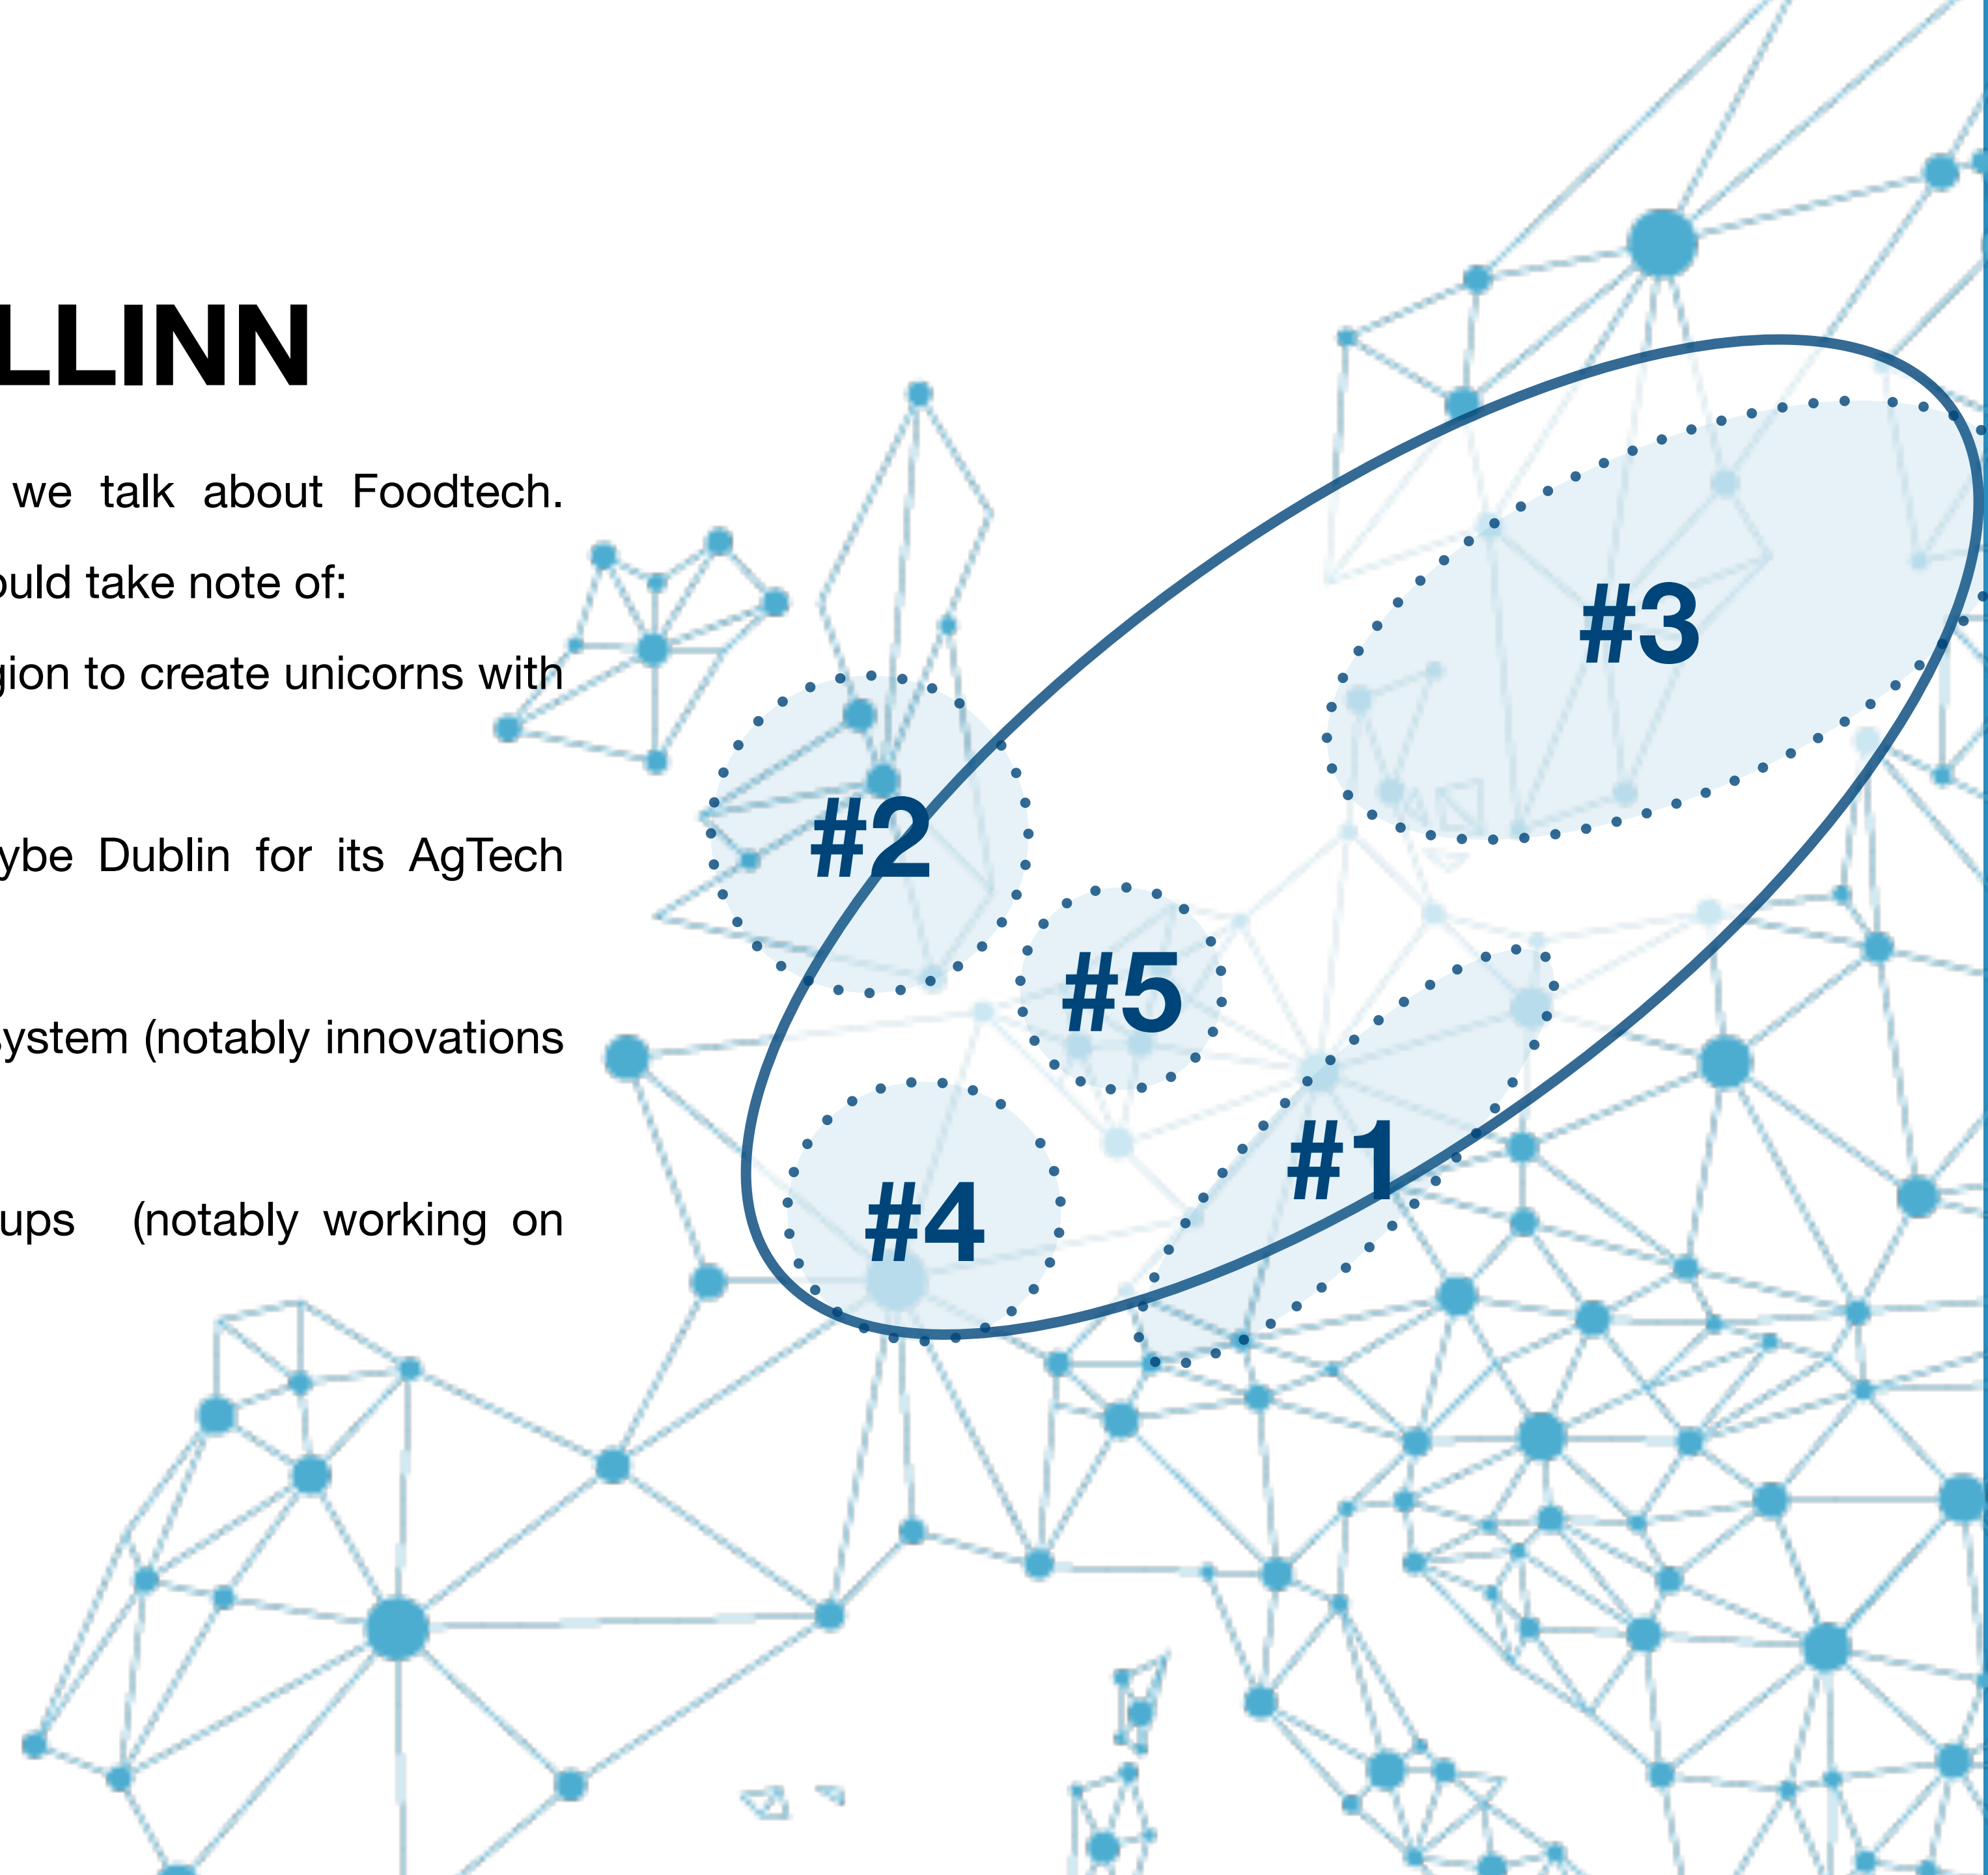 LLINN
we talk about Foodtech.
ould take note of:
gion to create unicorns with
ybe Dublin for its AgTech
system (notably innovations
ups (notably working on
#3
#2
#5
#1
#4